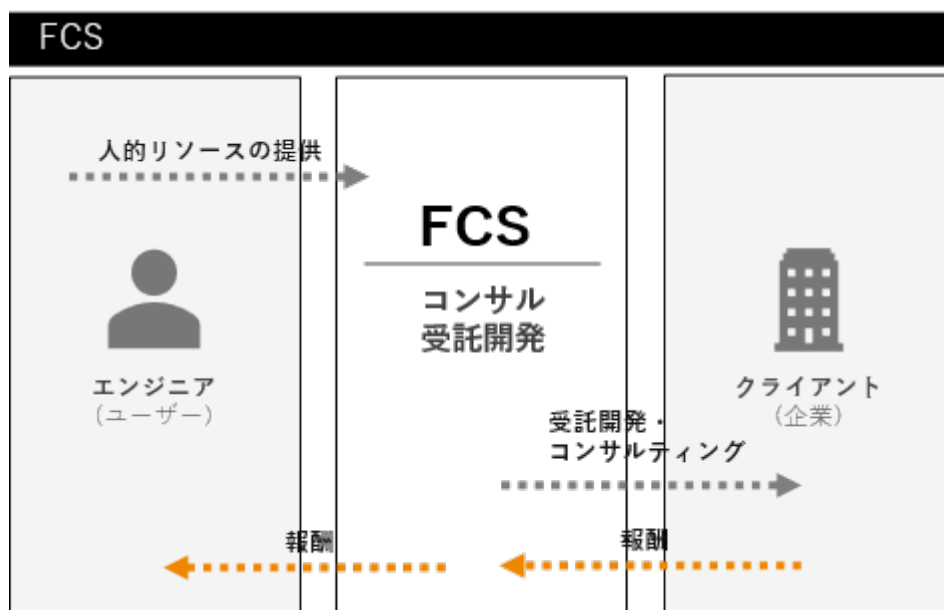 FCS
人的リソースの提供
FCS
コンサル
受託開発
エンジニア
(ユーザー)
クライアント
(企業)
受託開発・
コンサルティング
報酬
報酬